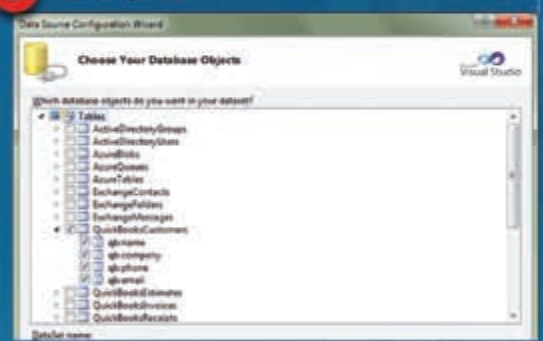 Data Source Configuration Wizard
Choose Your Database Objects
Visual Studio
Which database objects do you want in your dataset?
Tables
ActiveDirectoryGroups
ActiveDirectoryUsers
AzureBlobs
AzureQueues
AzureTables
ExchangeContacts
ExchangeFolders
ExchangeMessages
QuickBooksCustomers
qb:name
qb:company
qb:phone
qb:email
QuickBooksEstimates
QuickBooksInvoices
QuickBooksReceipts
DataSet name: